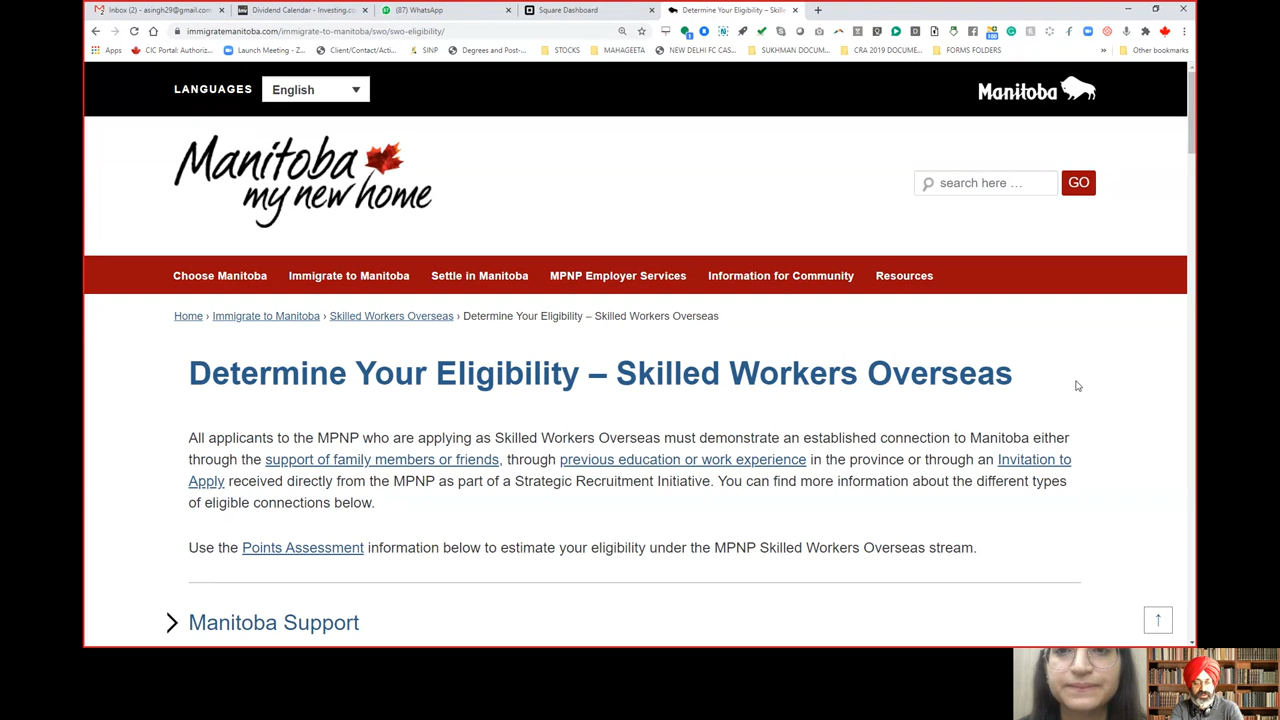 Inbox (2) - asingh29@gmail.com
Dividend Calendar - Investing.co
(87) WhatsApp
Square Dashboard
Determine Your Eligibility – Skille
immigratemanitoba.com/immigrate-to-manitoba/swo/swo-eligibility/
Apps
CIC Portal: Authoriz...
Launch Meeting - Z...
Client/Contact/Acti...
SINP
Degrees and Post-...
STOCKS
MAHAGEETA
NEW DELHI FC CAS...
SUKHMAN DOCUM...
CRA 2019 DOCUME...
FORMS FOLDERS
»
Other bookmarks
LANGUAGES
English
Manitoba
Manitoba
my new home
search here ...
GO
Choose Manitoba
Immigrate to Manitoba
Settle in Manitoba
MPNP Employer Services
Information for Community
Resources
Home › Immigrate to Manitoba › Skilled Workers Overseas › Determine Your Eligibility – Skilled Workers Overseas
Determine Your Eligibility – Skilled Workers Overseas
All applicants to the MPNP who are applying as Skilled Workers Overseas must demonstrate an established connection to Manitoba either
through the support of family members or friends, through previous education or work experience in the province or through an Invitation to
Apply received directly from the MPNP as part of a Strategic Recruitment Initiative. You can find more information about the different types
of eligible connections below.
Use the Points Assessment information below to estimate your eligibility under the MPNP Skilled Workers Overseas stream.
Manitoba Support